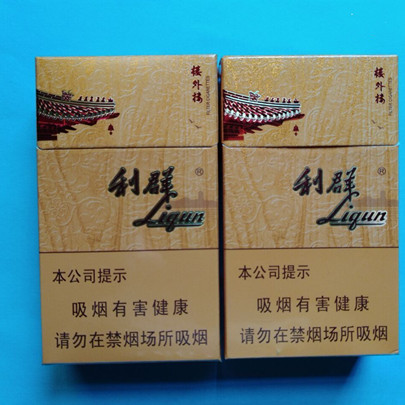 楼外楼
利群®
Liqun
本公司提示
吸烟有害健康
请勿在禁烟场所吸烟
楼外楼
利群®
Liqun
本公司提示
吸烟有害健康
请勿在禁烟场所吸烟